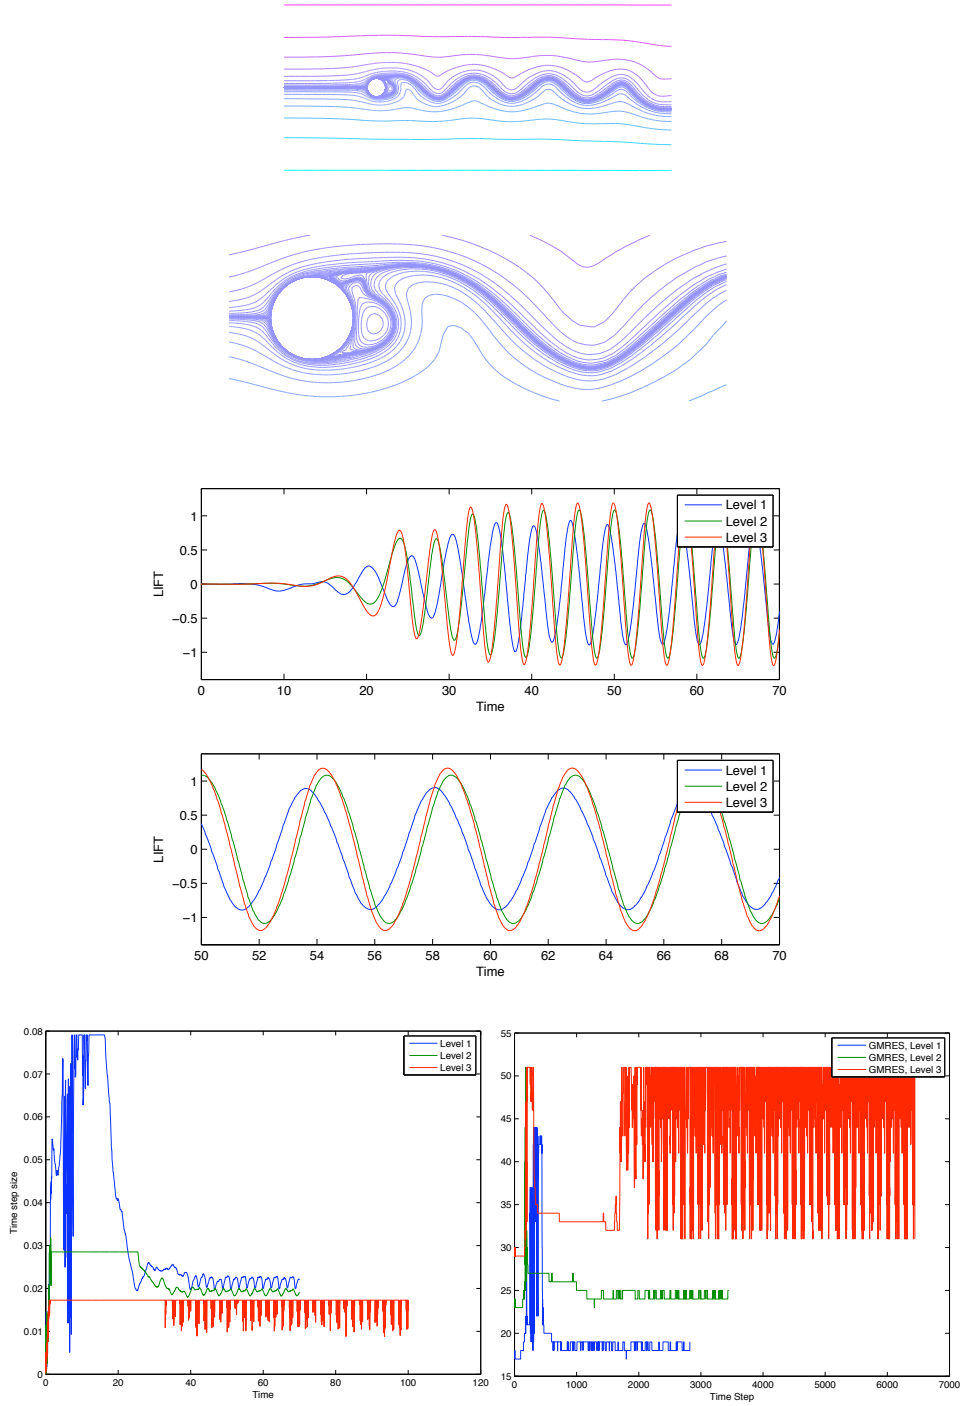 1
0.5
0
−0.5
−1
LIFT
Level 1
Level 2
Level 3
0 10 20 30 40 50 60 70
Time
1
0.5
0
−0.5
−1
LIFT
Level 1
Level 2
Level 3
50 52 54 56 58 60 62 64 66 68 70
Time
0.08
0.07
0.06
0.05
0.04
0.03
0.02
0.01
0
Time step size
Level 1
Level 2
Level 3
0 20 40 60 80 100 120
Time
55
50
45
40
35
30
25
20
15
GMRES, Level 1
GMRES, Level 2
GMRES, Level 3
0 1000 2000 3000 4000 5000 6000 7000
Time Step